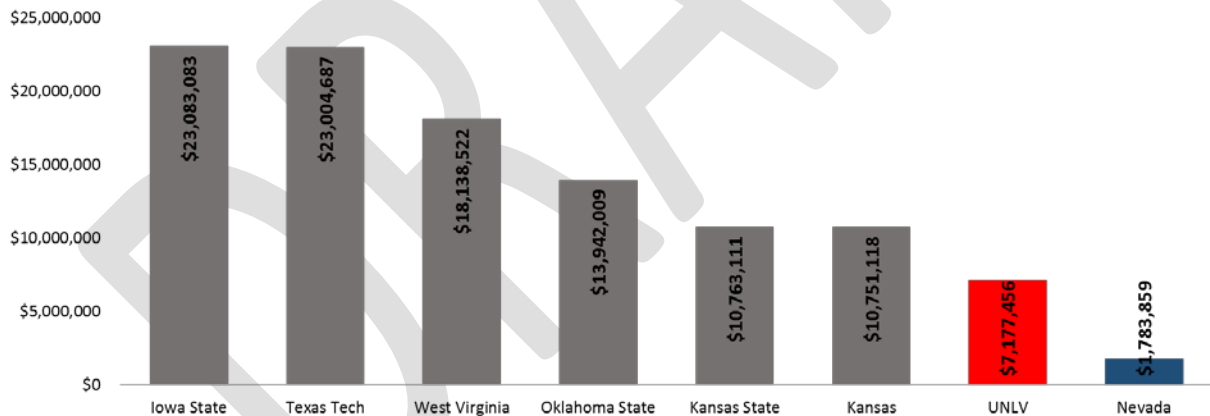 $25,000,000
$20,000,000
$15,000,000
$10,000,000
$5,000,000
$0
$23,083,083
$23,004,687
$18,138,522
$13,942,009
$10,763,111
$10,751,118
$7,177,456
$1,783,859
Iowa State
Texas Tech
West Virginia
Oklahoma State
Kansas State
Kansas
UNLV
Nevada